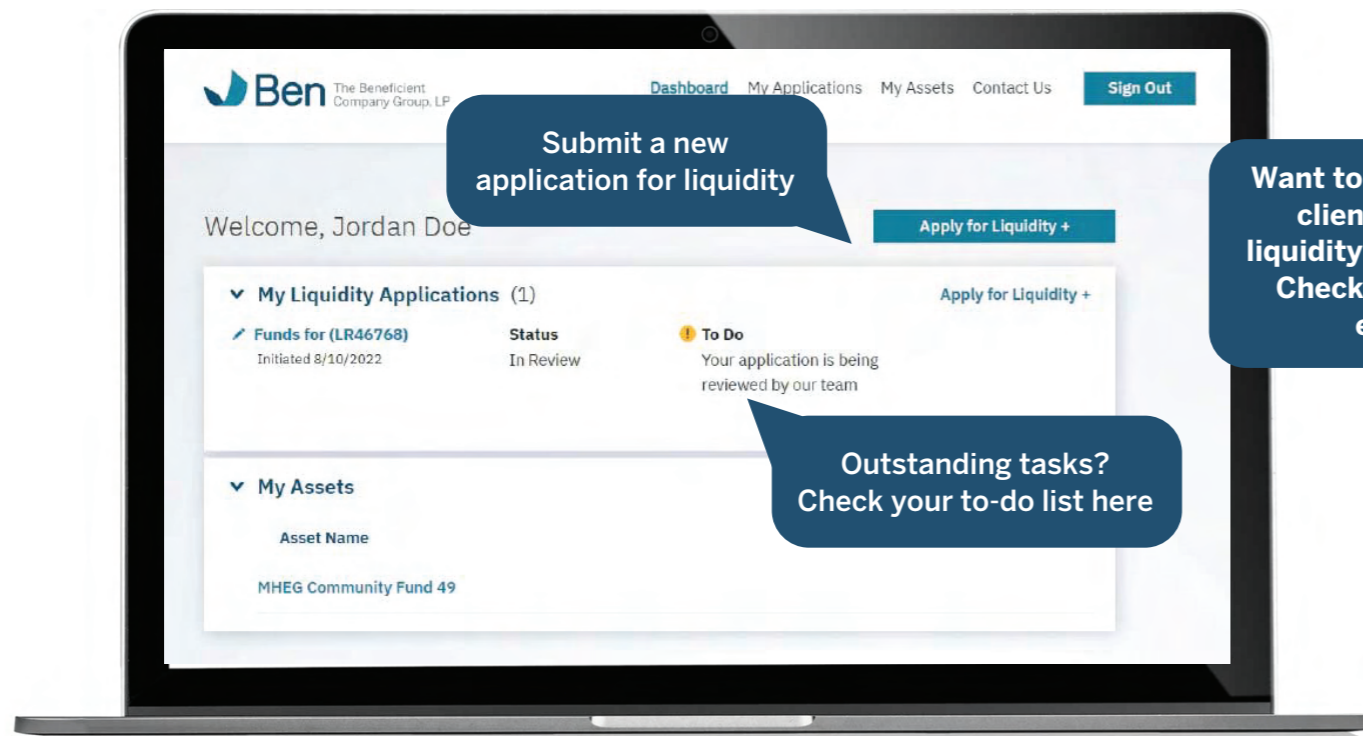 Ben The Beneficient
Company Group, LP
Dashboard My Applications My Assets Contact Us Sign Out
Submit a new
application for liquidity
Want to
clien
liquidity
Check
e
Welcome, Jordan Doe
Apply for Liquidity +
My Liquidity Applications (1)
Apply for Liquidity +
Funds for (LR46768)
Initiated 8/10/2022
Status
In Review
To Do
Your application is being
reviewed by our team
Outstanding tasks?
Check your to-do list here
My Assets
Asset Name
MHEG Community Fund 49